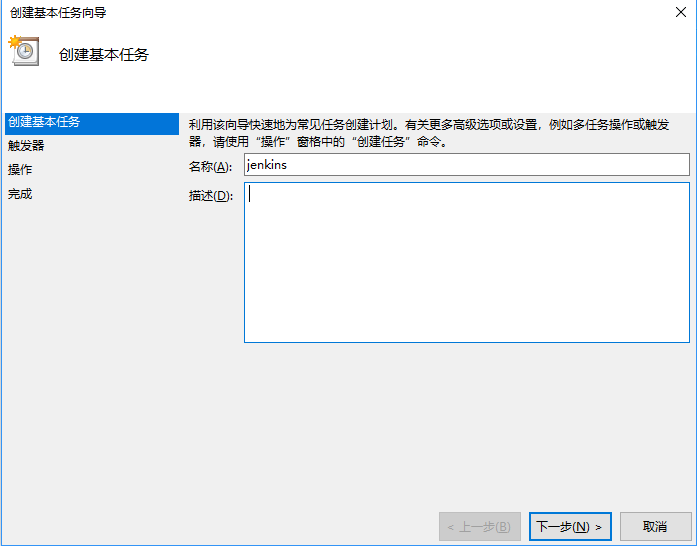 创建基本任务向导
创建基本任务
创建基本任务
触发器
操作
完成
利用该向导快速地为常见任务创建计划。有关更多高级选项或设置，例如多任务操作或触发
器，请使用“操作”窗格中的“创建任务”命令。
名称(A): jenkins
描述(D):
< 上一步(B) 下一步(N) > 取消